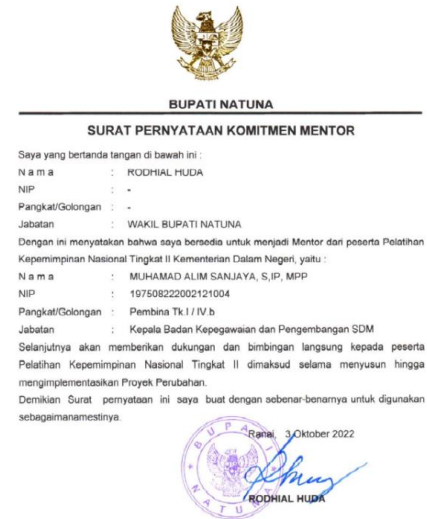 BUPATI NATUNA
SURAT PERNYATAAN KOMITMEN MENTOR
Saya yang bertanda tangan di bawah ini :
N a m a : RODHIAL HUDA
NIP : -
Pangkat/Golongan : -
Jabatan : WAKIL BUPATI NATUNA
Dengan ini menyatakan bahwa saya bersedia untuk menjadi Mentor dari peserta Pelatihan
Kepemimpinan Nasional Tingkat II Kementerian Dalam Negeri, yaitu :
N a m a : MUHAMAD ALIM SANJAYA, S,IP, MPP
NIP : 197508222002121004
Pangkat/Golongan : Pembina Tk.I / IV.b
Jabatan : Kepala Badan Kepegawaian dan Pengembangan SDM
Selanjutnya akan memberikan dukungan dan bimbingan langsung kepada peserta
Pelatihan Kepemimpinan Nasional Tingkat II dimaksud selama menyusun hingga
mengimplementasikan Proyek Perubahan.
Demikian Surat pernyataan ini saya buat dengan sebenar-benarnya untuk digunakan
sebagaimanamestinya.
Ranai, 3 Oktober 2022
BUPATI
NATUNA
RODHIAL HUDA